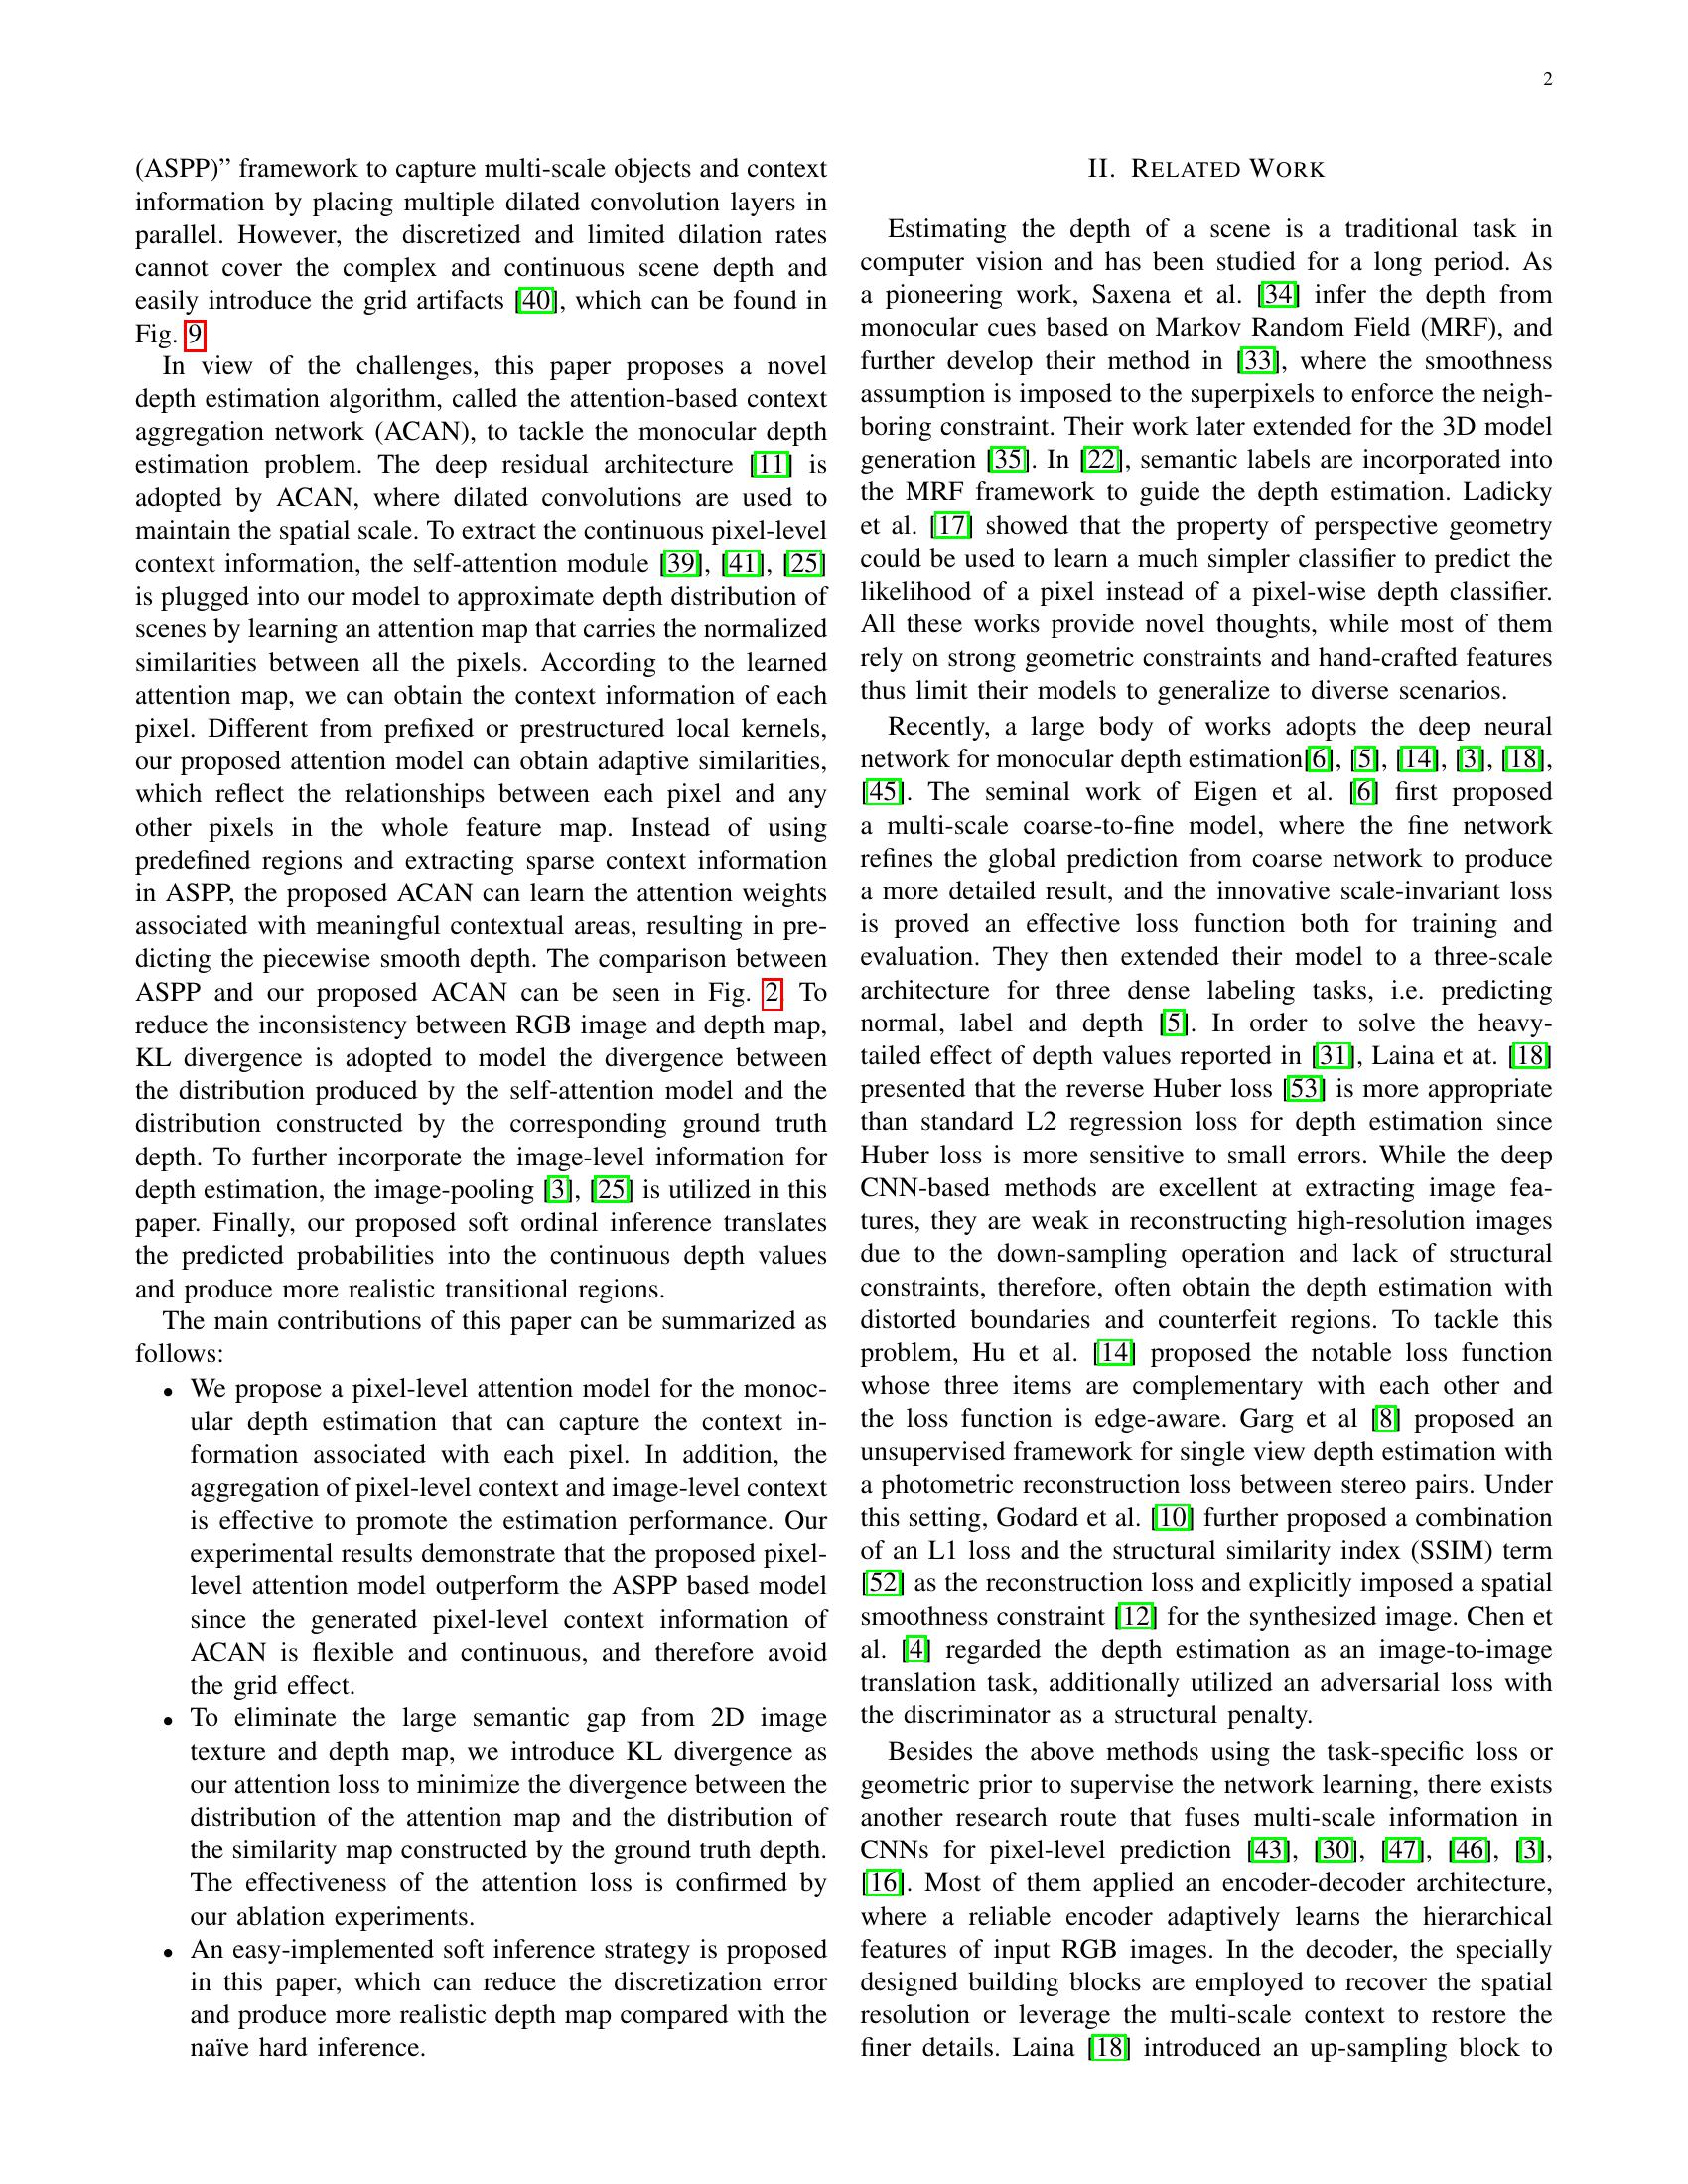 2
(ASPP)” framework to capture multi-scale objects and context
information by placing multiple dilated convolution layers in
parallel. However, the discretized and limited dilation rates
cannot cover the complex and continuous scene depth and
easily introduce the grid artifacts [40], which can be found in
Fig. 9
In view of the challenges, this paper proposes a novel
depth estimation algorithm, called the attention-based context
aggregation network (ACAN), to tackle the monocular depth
estimation problem. The deep residual architecture [11] is
adopted by ACAN, where dilated convolutions are used to
maintain the spatial scale. To extract the continuous pixel-level
context information, the self-attention module [39], [41], [25]
is plugged into our model to approximate depth distribution of
scenes by learning an attention map that carries the normalized
similarities between all the pixels. According to the learned
attention map, we can obtain the context information of each
pixel. Different from prefixed or prestructured local kernels,
our proposed attention model can obtain adaptive similarities,
which reflect the relationships between each pixel and any
other pixels in the whole feature map. Instead of using
predefined regions and extracting sparse context information
in ASPP, the proposed ACAN can learn the attention weights
associated with meaningful contextual areas, resulting in pre-
dicting the piecewise smooth depth. The comparison between
ASPP and our proposed ACAN can be seen in Fig. 2. To
reduce the inconsistency between RGB image and depth map,
KL divergence is adopted to model the divergence between
the distribution produced by the self-attention model and the
distribution constructed by the corresponding ground truth
depth. To further incorporate the image-level information for
depth estimation, the image-pooling [3], [25] is utilized in this
paper. Finally, our proposed soft ordinal inference translates
the predicted probabilities into the continuous depth values
and produce more realistic transitional regions.
The main contributions of this paper can be summarized as
follows:
• We propose a pixel-level attention model for the monoc-
ular depth estimation that can capture the context in-
formation associated with each pixel. In addition, the
aggregation of pixel-level context and image-level context
is effective to promote the estimation performance. Our
experimental results demonstrate that the proposed pixel-
level attention model outperform the ASPP based model
since the generated pixel-level context information of
ACAN is flexible and continuous, and therefore avoid
the grid effect.
• To eliminate the large semantic gap from 2D image
texture and depth map, we introduce KL divergence as
our attention loss to minimize the divergence between the
distribution of the attention map and the distribution of
the similarity map constructed by the ground truth depth.
The effectiveness of the attention loss is confirmed by
our ablation experiments.
• An easy-implemented soft inference strategy is proposed
in this paper, which can reduce the discretization error
and produce more realistic depth map compared with the
naïve hard inference.
II. RELATED WORK
Estimating the depth of a scene is a traditional task in
computer vision and has been studied for a long period. As
a pioneering work, Saxena et al. [34] infer the depth from
monocular cues based on Markov Random Field (MRF), and
further develop their method in [33], where the smoothness
assumption is imposed to the superpixels to enforce the neigh-
boring constraint. Their work later extended for the 3D model
generation [35]. In [22], semantic labels are incorporated into
the MRF framework to guide the depth estimation. Ladicky
et al. [17] showed that the property of perspective geometry
could be used to learn a much simpler classifier to predict the
likelihood of a pixel instead of a pixel-wise depth classifier.
All these works provide novel thoughts, while most of them
rely on strong geometric constraints and hand-crafted features
thus limit their models to generalize to diverse scenarios.
Recently, a large body of works adopts the deep neural
network for monocular depth estimation[6], [5], [14], [3], [18],
[45]. The seminal work of Eigen et al. [6] first proposed
a multi-scale coarse-to-fine model, where the fine network
refines the global prediction from coarse network to produce
a more detailed result, and the innovative scale-invariant loss
is proved an effective loss function both for training and
evaluation. They then extended their model to a three-scale
architecture for three dense labeling tasks, i.e. predicting
normal, label and depth [5]. In order to solve the heavy-
tailed effect of depth values reported in [31], Laina et at. [18]
presented that the reverse Huber loss [53] is more appropriate
than standard L2 regression loss for depth estimation since
Huber loss is more sensitive to small errors. While the deep
CNN-based methods are excellent at extracting image fea-
tures, they are weak in reconstructing high-resolution images
due to the down-sampling operation and lack of structural
constraints, therefore, often obtain the depth estimation with
distorted boundaries and counterfeit regions. To tackle this
problem, Hu et al. [14] proposed the notable loss function
whose three items are complementary with each other and
the loss function is edge-aware. Garg et al [8] proposed an
unsupervised framework for single view depth estimation with
a photometric reconstruction loss between stereo pairs. Under
this setting, Godard et al. [10] further proposed a combination
of an L1 loss and the structural similarity index (SSIM) term
[52] as the reconstruction loss and explicitly imposed a spatial
smoothness constraint [12] for the synthesized image. Chen et
al. [4] regarded the depth estimation as an image-to-image
translation task, additionally utilized an adversarial loss with
the discriminator as a structural penalty.
Besides the above methods using the task-specific loss or
geometric prior to supervise the network learning, there exists
another research route that fuses multi-scale information in
CNNs for pixel-level prediction [43], [30], [47], [46], [3],
[16]. Most of them applied an encoder-decoder architecture,
where a reliable encoder adaptively learns the hierarchical
features of input RGB images. In the decoder, the specially
designed building blocks are employed to recover the spatial
resolution or leverage the multi-scale context to restore the
finer details. Laina [18] introduced an up-sampling block to